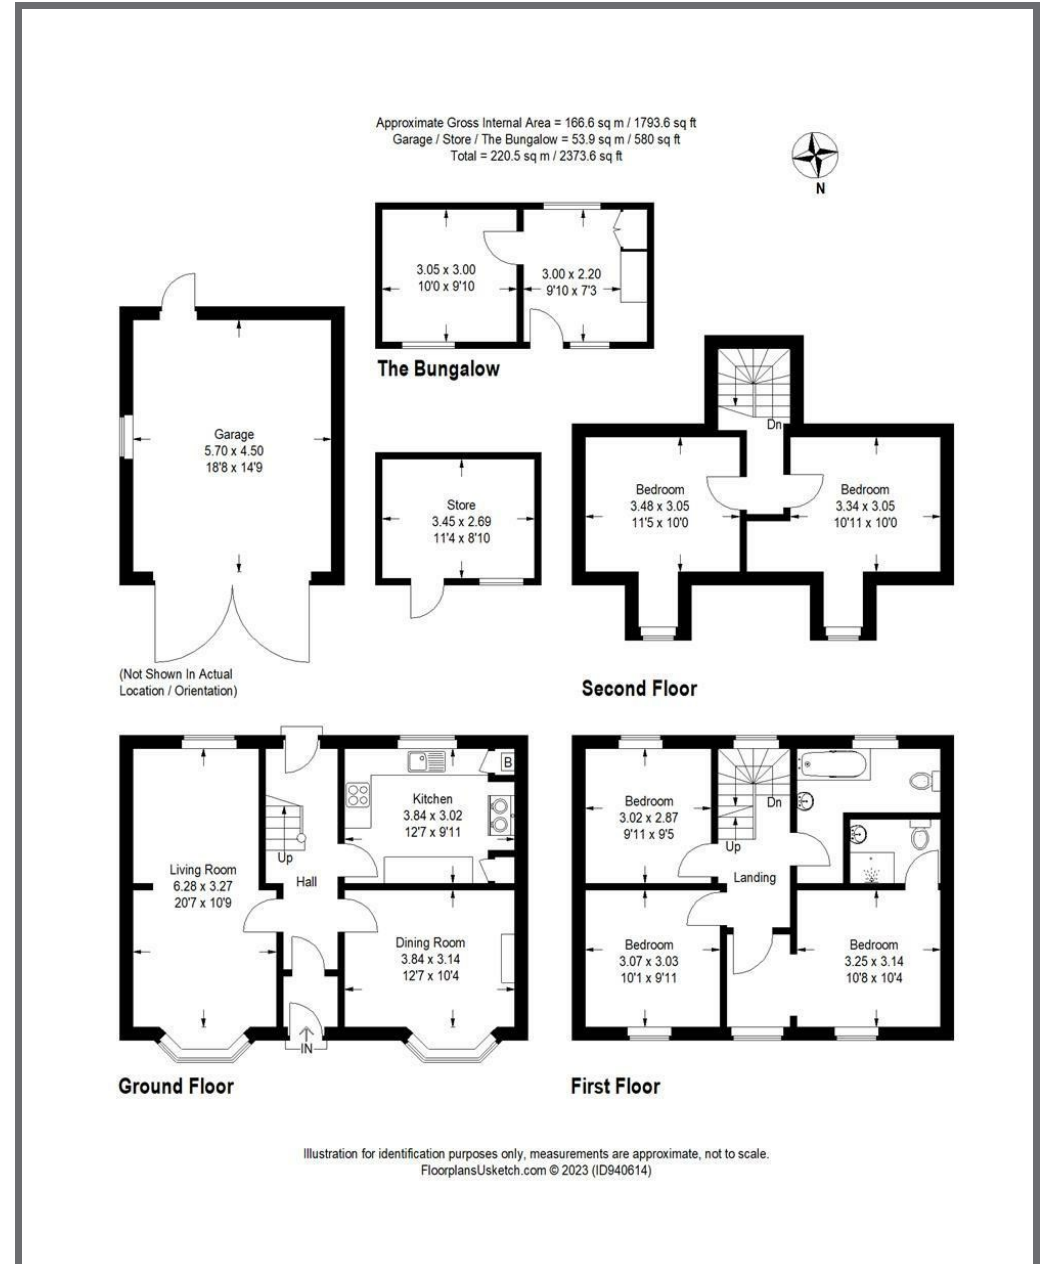 Approximate Gross Internal Area = 166.6 sq m / 1793.6 sq ft
Garage / Store / The Bungalow = 53.9 sq m / 580 sq ft
Total = 220.5 sq m / 2373.6 sq ft
N
3.05 x 3.00
10'0 x 9'10
3.00 x 2.20
9'10 x 7'3
The Bungalow
Garage
5.70 x 4.50
18'8 x 14'9
(Not Shown In Actual
Location / Orientation)
Store
3.45 x 2.69
11'4 x 8'10
Dn
Bedroom
3.48 x 3.05
11'5 x 10'0
Bedroom
3.34 x 3.05
10'11 x 10'0
Second Floor
Living Room
6.28 x 3.27
20'7 x 10'9
Up
Hall
Kitchen
3.84 x 3.02
12'7 x 9'11
B
Dining Room
3.84 x 3.14
12'7 x 10'4
IN
Ground Floor
Bedroom
3.02 x 2.87
9'11 x 9'5
Dn
Up
Landing
Bedroom
3.07 x 3.03
10'1 x 9'11
Bedroom
3.25 x 3.14
10'8 x 10'4
First Floor
Illustration for identification purposes only, measurements are approximate, not to scale.
FloorplansUsketch.com © 2023 (ID940614)